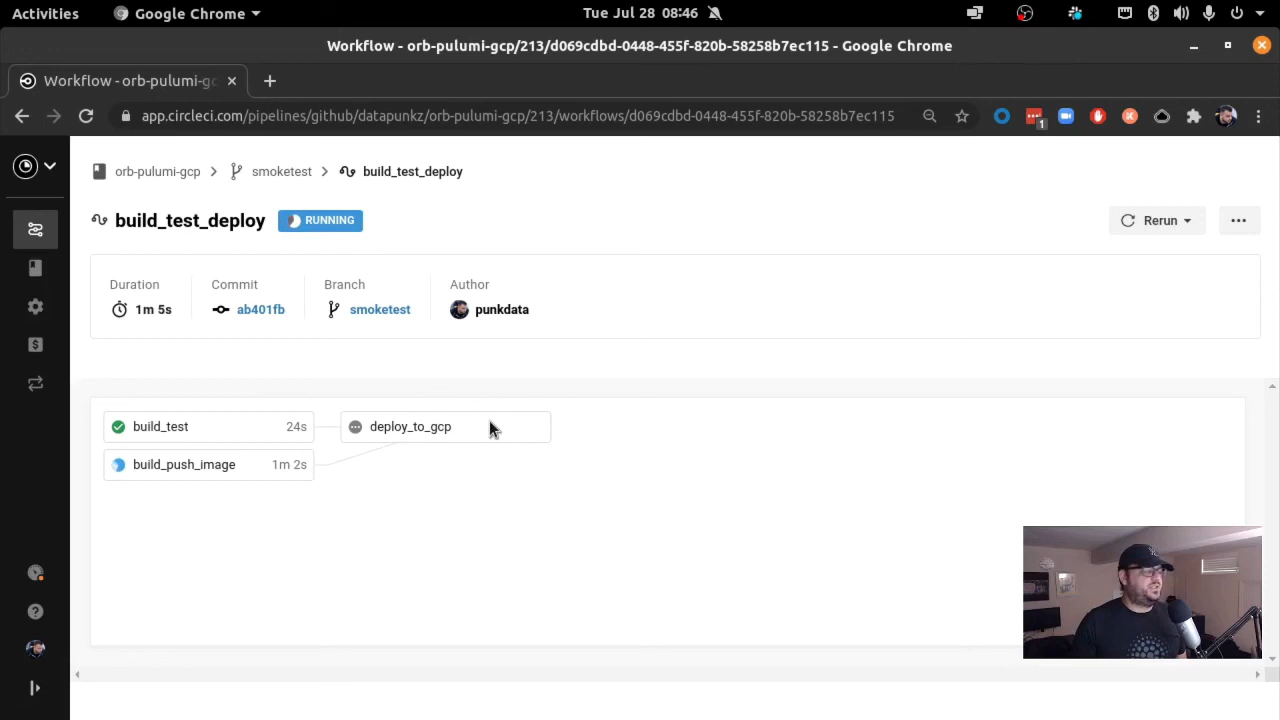 Activities
Google Chrome
Tue Jul 28 08:46
Workflow - orb-pulumi-gcp/213/d069cdbd-0448-455f-820b-58258b7ec115 - Google Chrome
Workflow - orb-pulumi-gc
app.circleci.com/pipelines/github/datapunkz/orb-pulumi-gcp/213/workflows/d069cdbd-0448-455f-820b-58258b7ec115
1
orb-pulumi-gcp
smoketest
build_test_deploy
build_test_deploy
RUNNING
Rerun
Duration
Commit
Branch
Author
1m 5s
ab401fb
smoketest
punkdata
build_test
24s
deploy_to_gcp
build_push_image
1m 2s